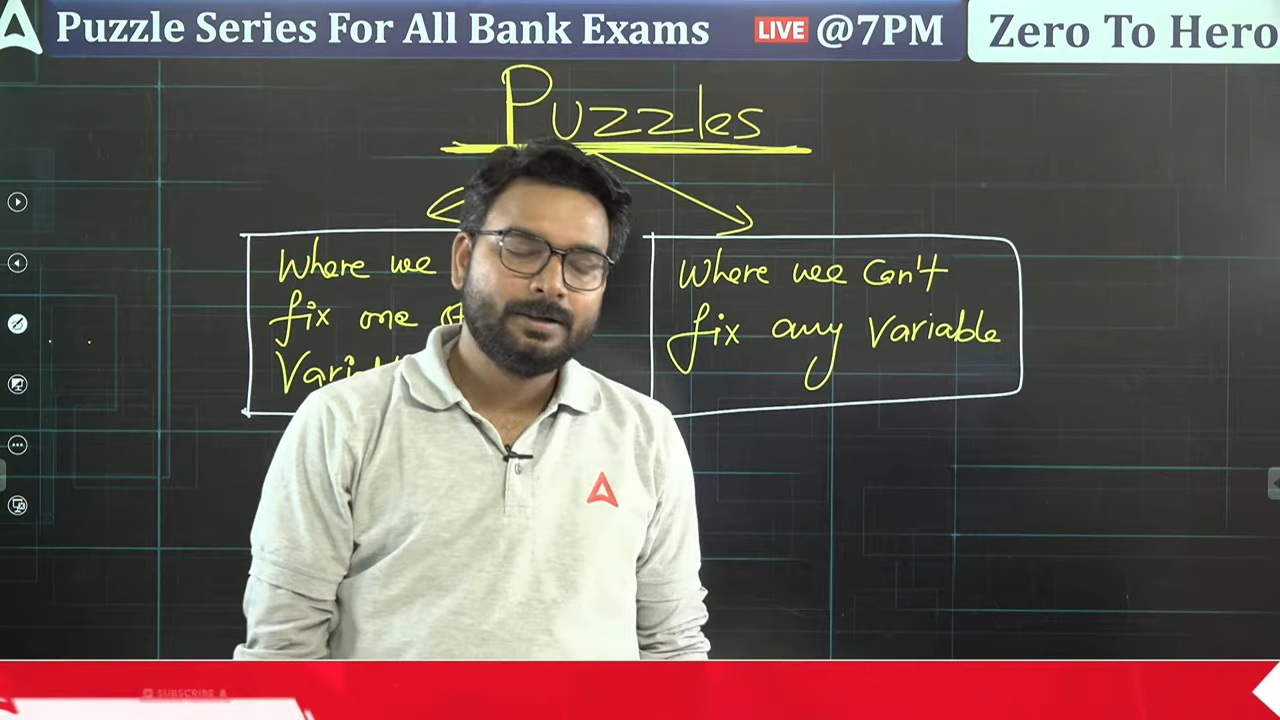 Puzzle Series For All Bank Exams LIVE @7PM Zero To Hero
Puzzles
Where we
fix one
Where we can't
fix any variable
SUBSCRIBE